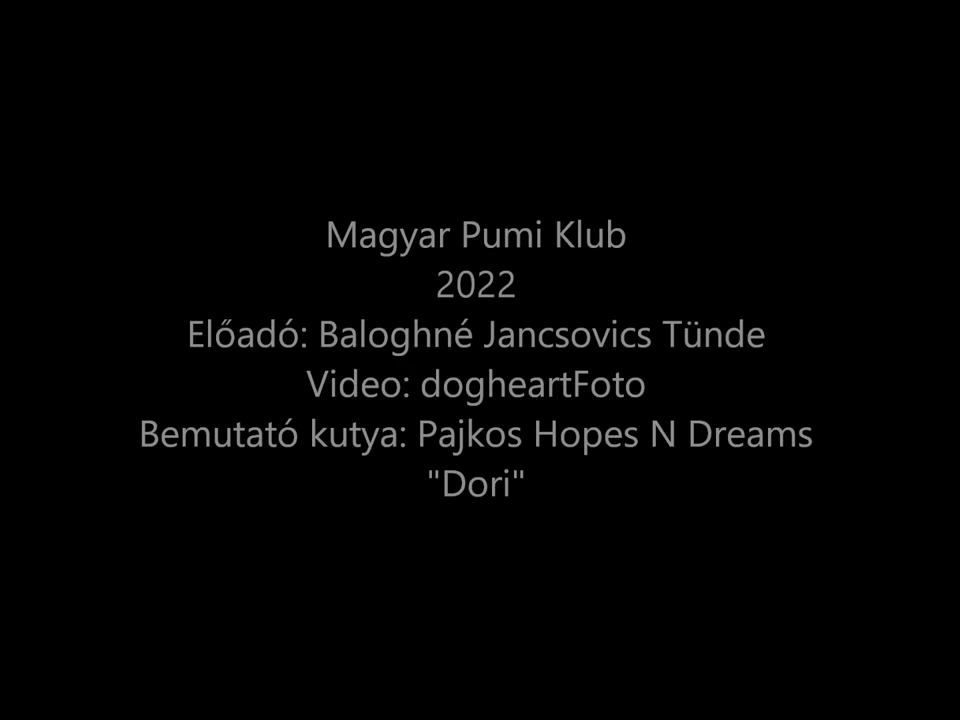 Magyar Pumi Klub
2022
Előadó: Baloghné Jancsovics Tünde
Video: dogheartFoto
Bemutató kutya: Pajkos Hopes N Dreams
"Dori"